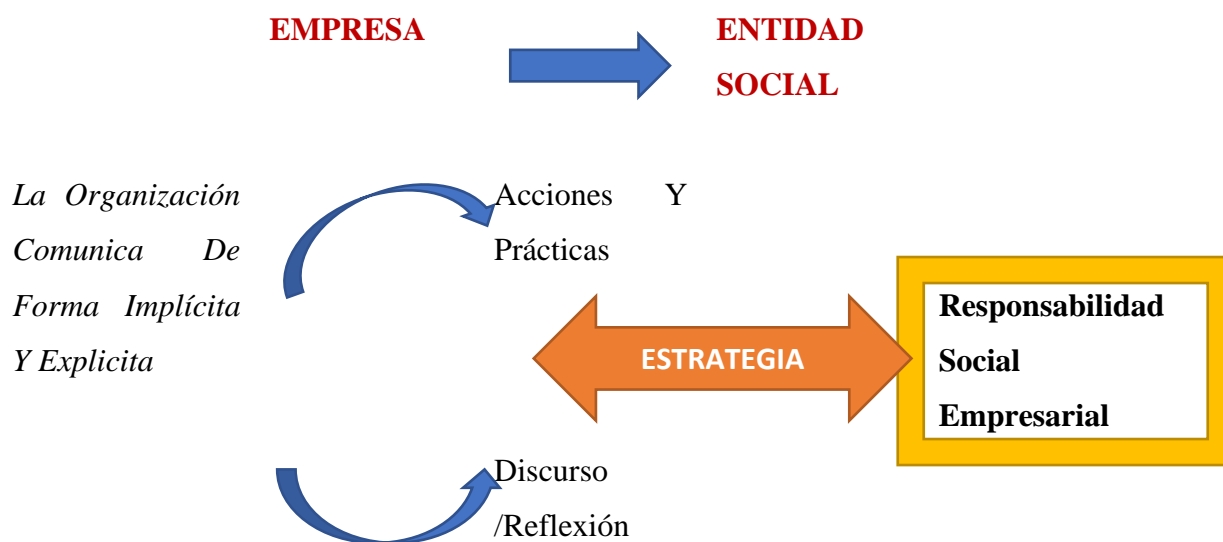 EMPRESA
ENTIDAD
SOCIAL
La Organización
Comunica De
Forma Implícita
Y Explicita
Acciones Y
Prácticas
ESTRATEGIA
Responsabilidad
Social
Empresarial
Discurso
/Reflexión